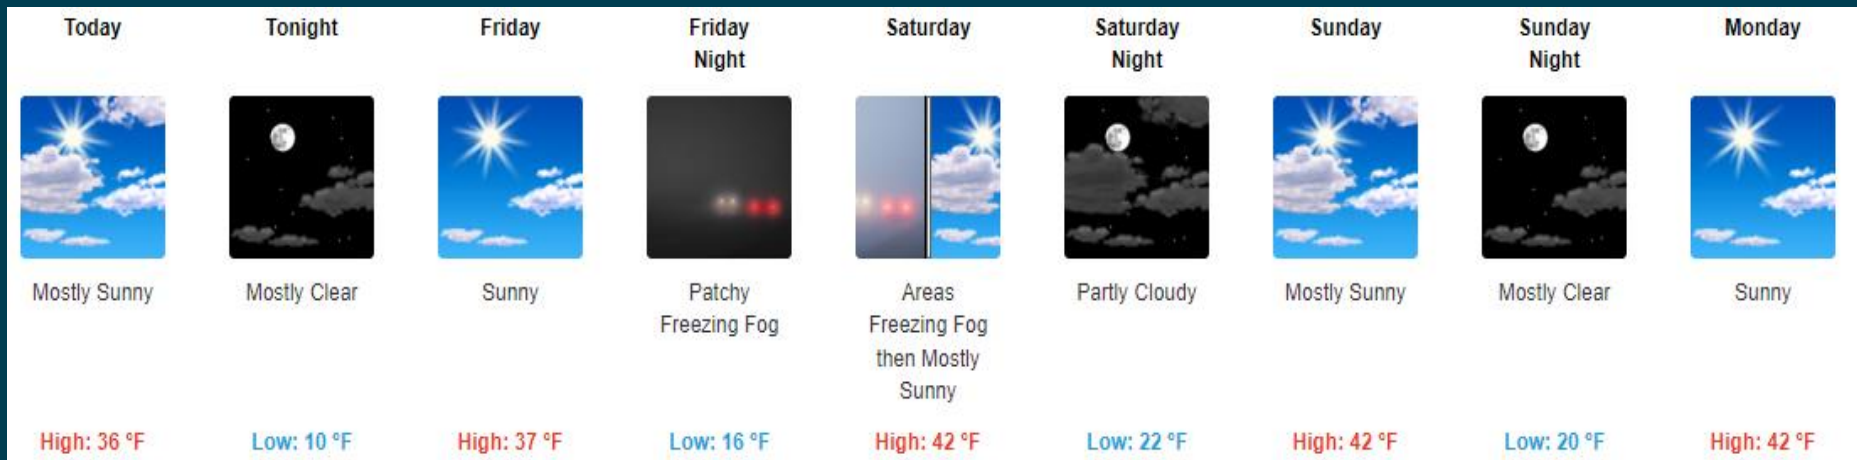 Today
Mostly Sunny
High: 36 °F
Tonight
Mostly Clear
Low: 10 °F
Friday
Sunny
High: 37 °F
Friday
Night
Patchy
Freezing Fog
Low: 16 °F
Saturday
Areas
Freezing Fog
then Mostly
Sunny
High: 42 °F
Saturday
Night
Partly Cloudy
Low: 22 °F
Sunday
Mostly Sunny
High: 42 °F
Sunday
Night
Mostly Clear
Low: 20 °F
Monday
Sunny
High: 42 °F